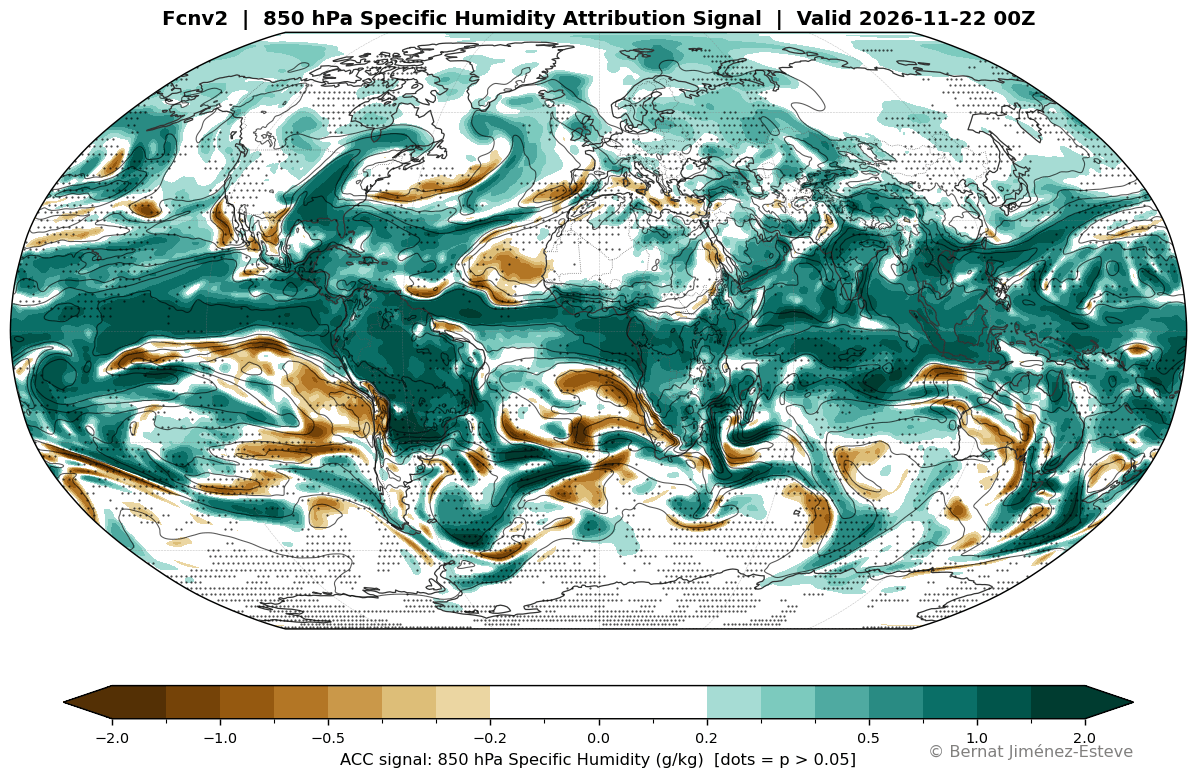 Fcnv2 | 850 hPa Specific Humidity Attribution Signal | Valid 2026-11-22 00Z
−2.0 −1.0 −0.5 −0.2 0.0 0.2 0.5 1.0 2.0
ACC signal: 850 hPa Specific Humidity (g/kg) [dots = p > 0.05]
© Bernat Jiménez-Esteve